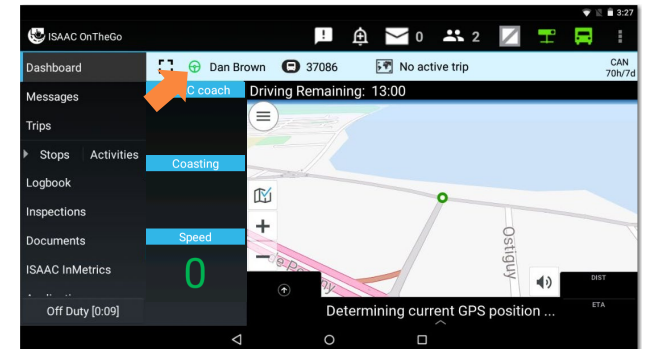 3:27
ISAAC OnTheGo
0
2
Dashboard
Dan Brown
37086
No active trip
CAN
70h/7d
coach
Driving Remaining: 13:00
Messages
Trips
Stops
Activities
Coasting
Logbook
Inspections
Documents
Speed
0
ISAAC InMetrics
Ostiguy
DIST
ETA
Off Duty [0:09]
Determining current GPS position ...